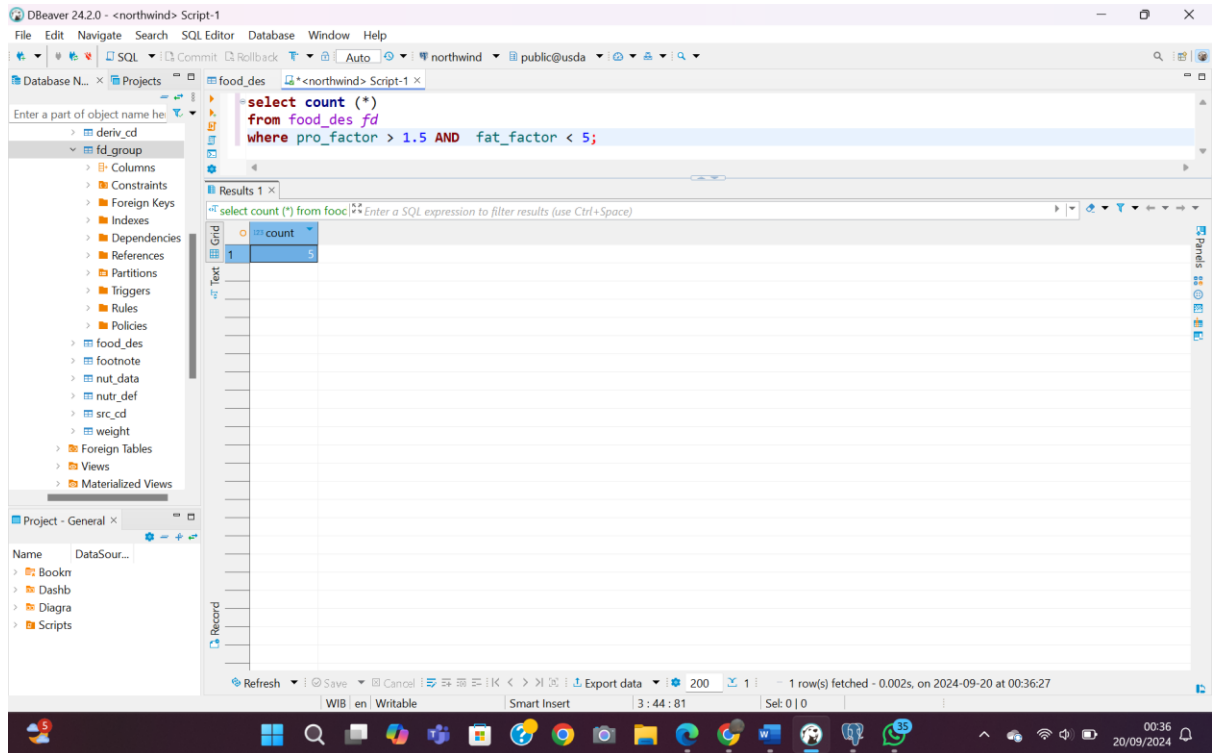 DBeaver 24.2.0 - <northwind> Script-1
File Edit Navigate Search SQL Editor Database Window Help
SQL Commit Rollback Auto northwind public@usda
Database N... Projects food_des *<northwind> Script-1
Enter a part of object name he
deriv_cd
fd_group
Columns
Constraints
Foreign Keys
Indexes
Dependencies
References
Partitions
Triggers
Rules
Policies
food_des
footnote
nut_data
nutr_def
src_cd
weight
Foreign Tables
Views
Materialized Views
Project - General
Name DataSour...
Bookm
Dashb
Diagra
Scripts
select count (*)
from food_des fd
where pro_factor > 1.5 AND fat_factor < 5;
Results 1
select count (*) from fooc Enter a SQL expression to filter results (use Ctrl+Space)
Grid
Text
Record
Panels
123 count
1 5
Refresh Save Cancel Export data 200 1 1 row(s) fetched - 0.002s, on 2024-09-20 at 00:36:27
WIB en Writable Smart Insert 3 : 44 : 81 Sel: 0 | 0
5
35
00:36
20/09/2024